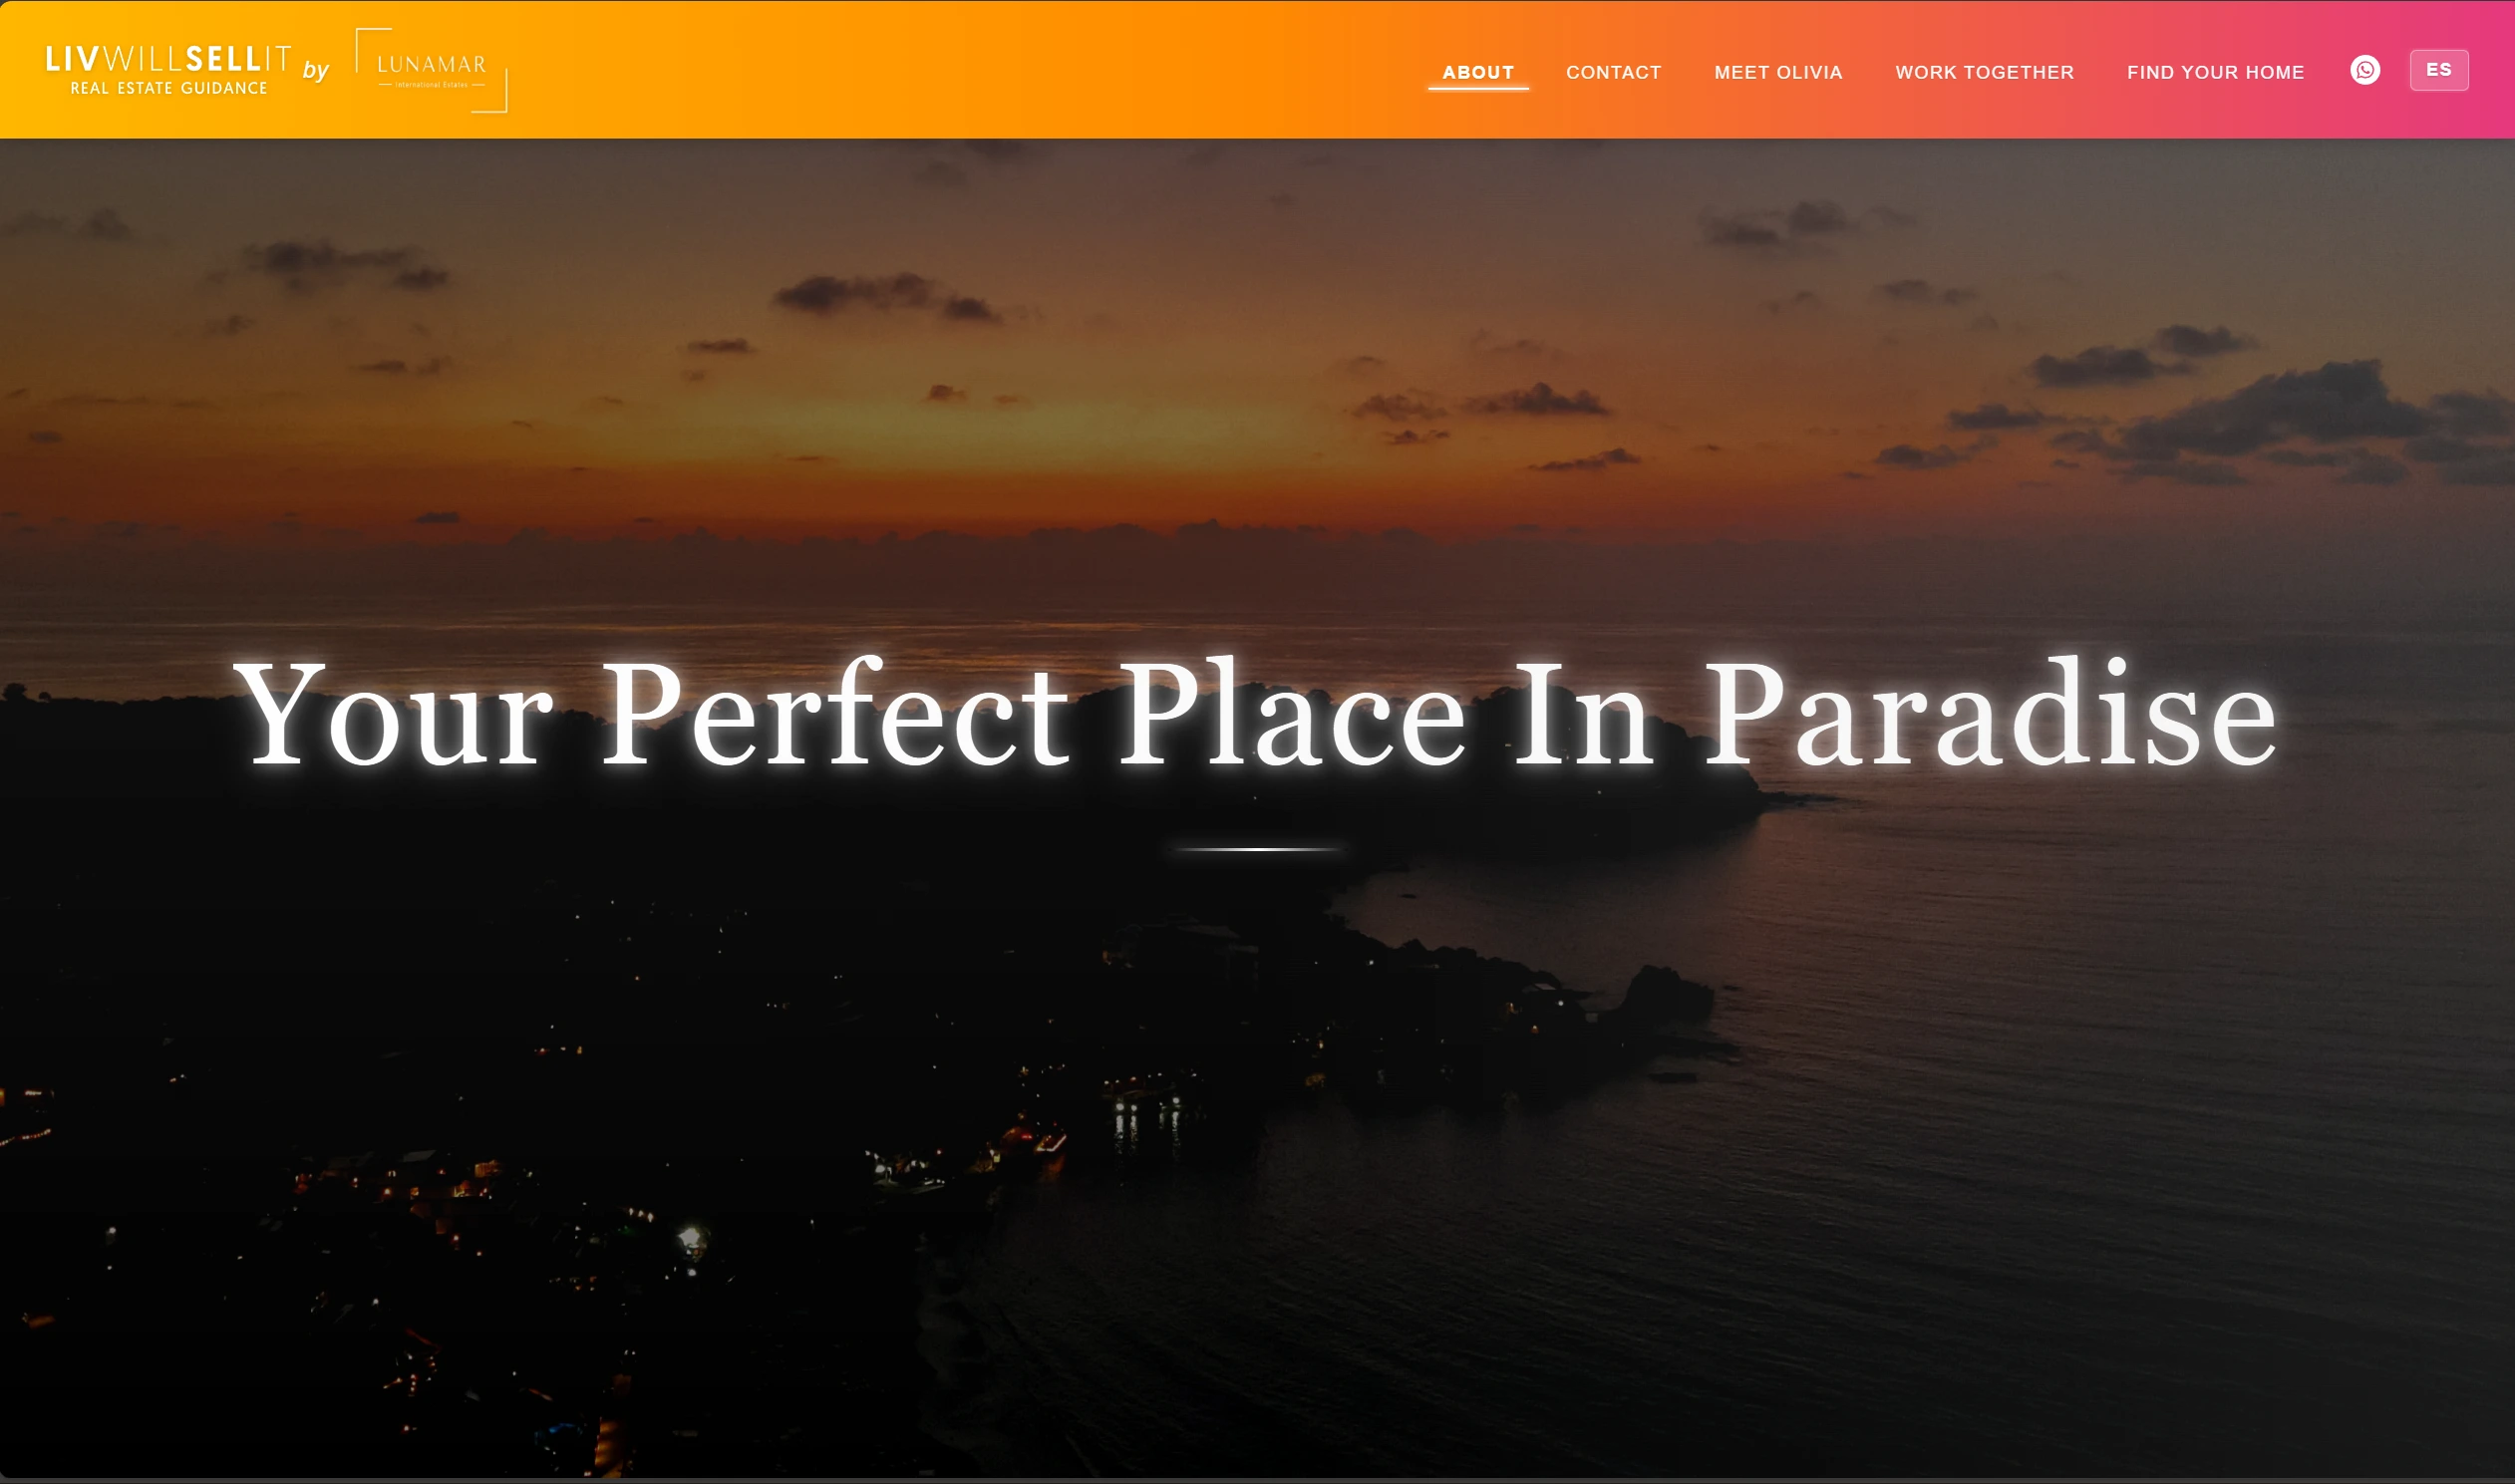 LIVWILLSELLIT
REAL ESTATE GUIDANCE
by
LUNAMAR
International Estates
ABOUT
CONTACT
MEET OLIVIA
WORK TOGETHER
FIND YOUR HOME
ES
Your Perfect Place In Paradise